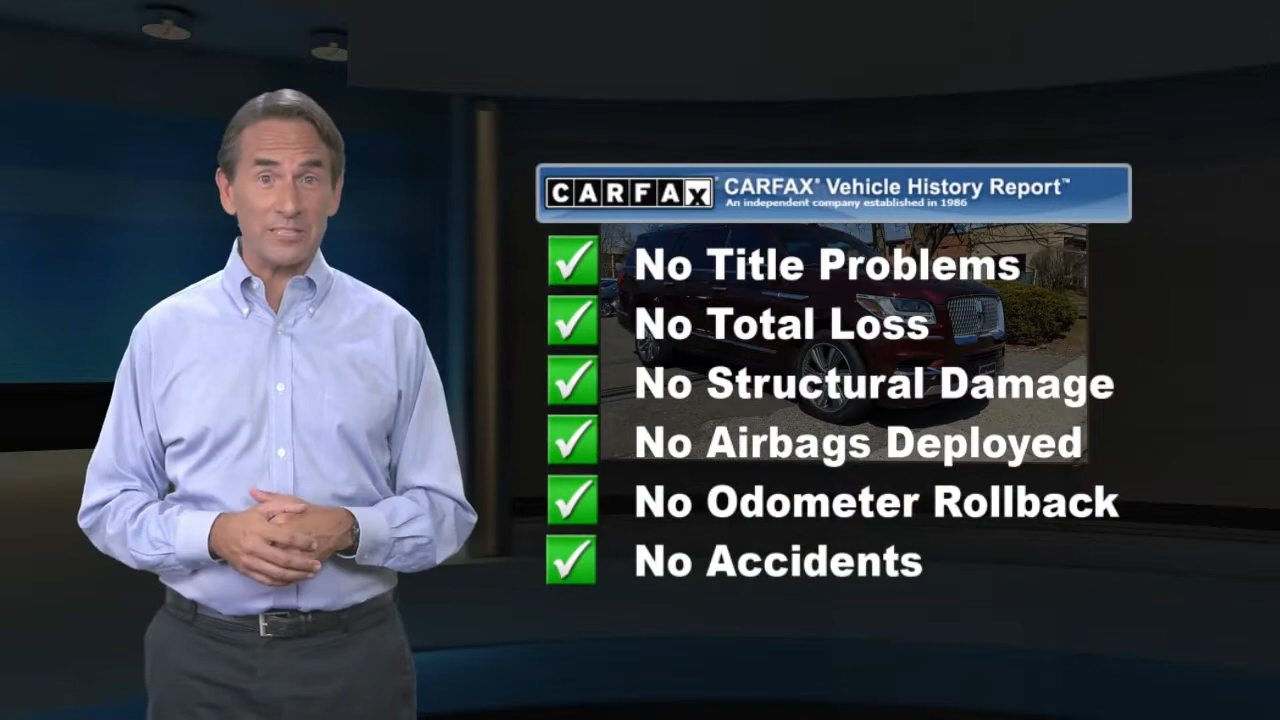 CARFAX® CARFAX® Vehicle History Report™
An independent company established in 1986
No Title Problems
No Total Loss
No Structural Damage
No Airbags Deployed
No Odometer Rollback
No Accidents